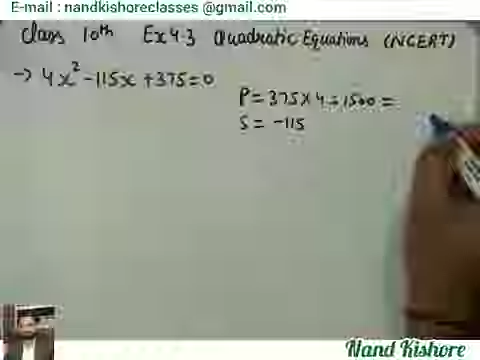 E-mail : nandkishoreclasses @gmail.com
Class 10th Ex 4.3 Quadratic Equations (NCERT)
→ 4x² - 115x + 375 = 0
P = 375 × 4 = 1500 =
S = -115
Nand Kishore